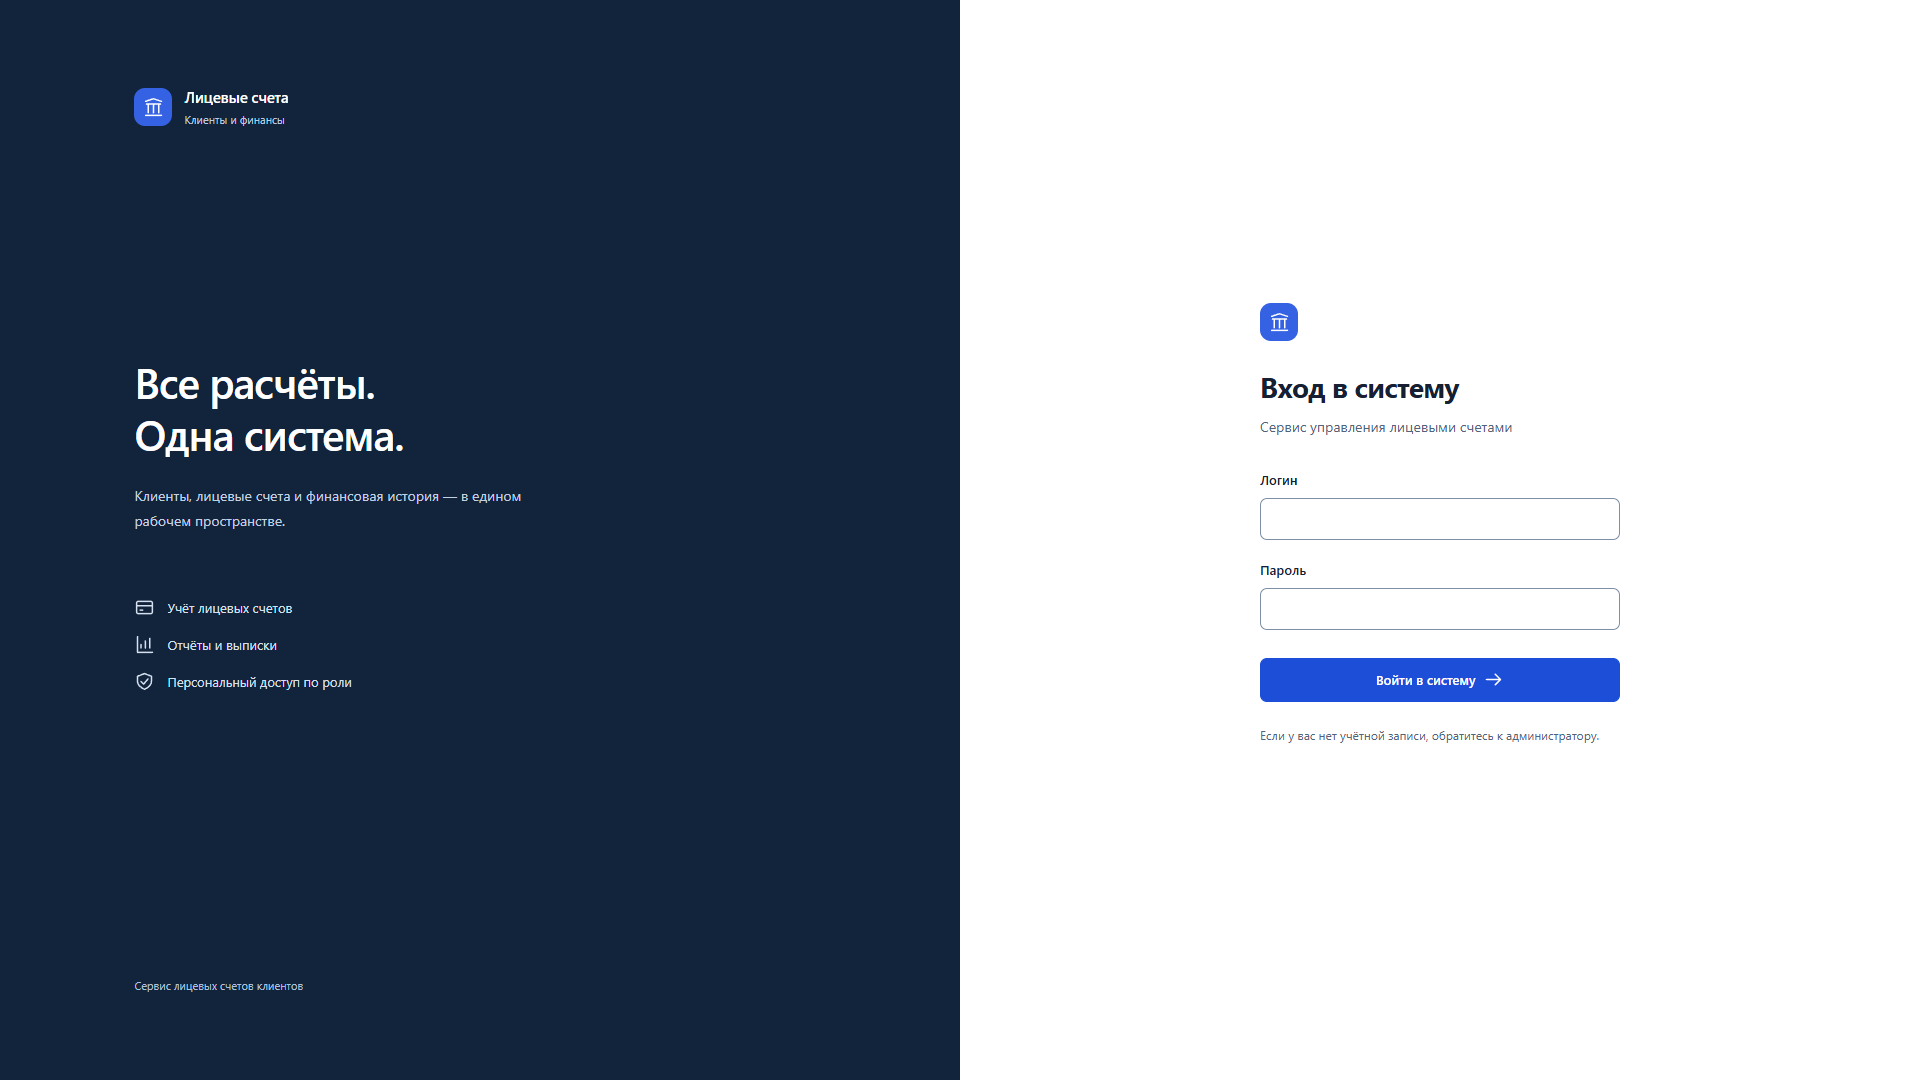 Лицевые счета
Клиенты и финансы
Все расчёты.
Одна система.
Клиенты, лицевые счета и финансовая история — в едином
рабочем пространстве.
Учёт лицевых счетов
Отчёты и выписки
Персональный доступ по роли
Сервис лицевых счетов клиентов
Вход в систему
Сервис управления лицевыми счетами
Логин
Пароль
Войти в систему
Если у вас нет учётной записи, обратитесь к администратору.